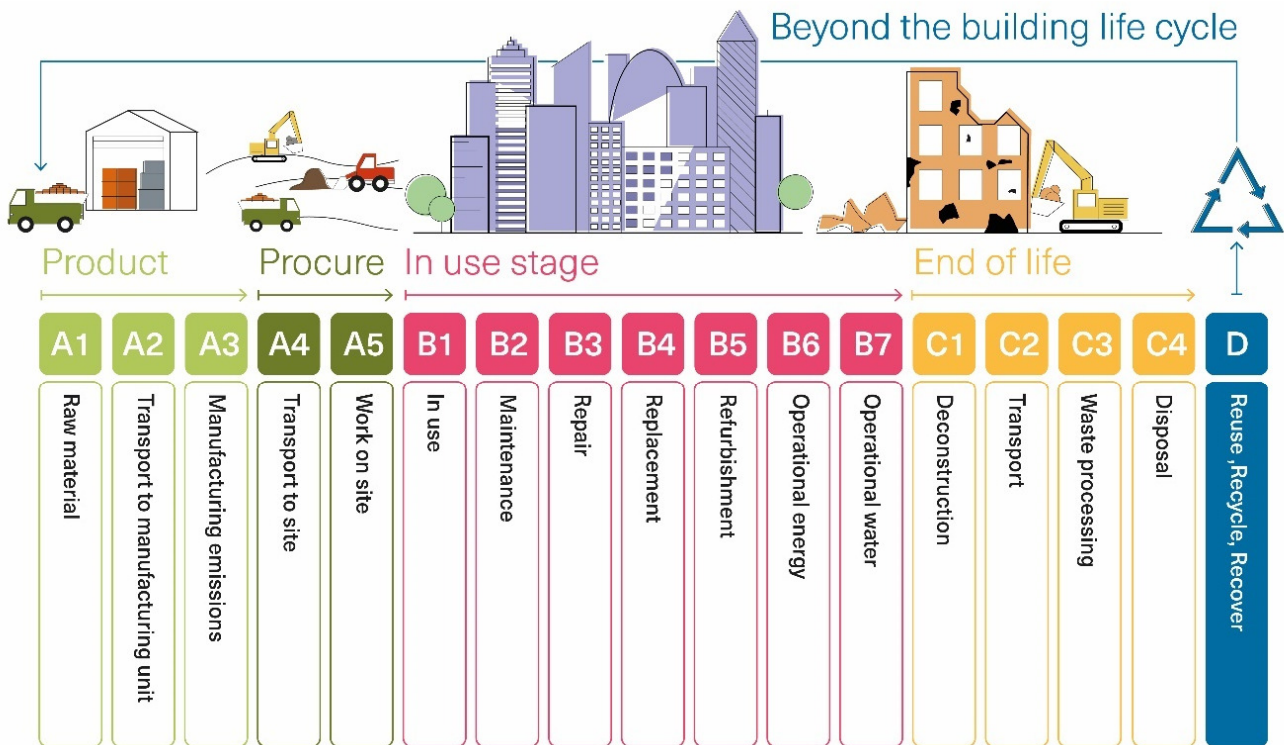 Beyond the building life cycle
Product
Procure
In use stage
End of life
A1
A2
A3
A4
A5
B1
B2
B3
B4
B5
B6
B7
C1
C2
C3
C4
D
Raw material
Transport to manufacturing unit
Manufacturing emissions
Transport to site
Work on site
In use
Maintenance
Repair
Replacement
Refurbishment
Operational energy
Operational water
Deconstruction
Transport
Waste processing
Disposal
Reuse ,Recycle, Recover